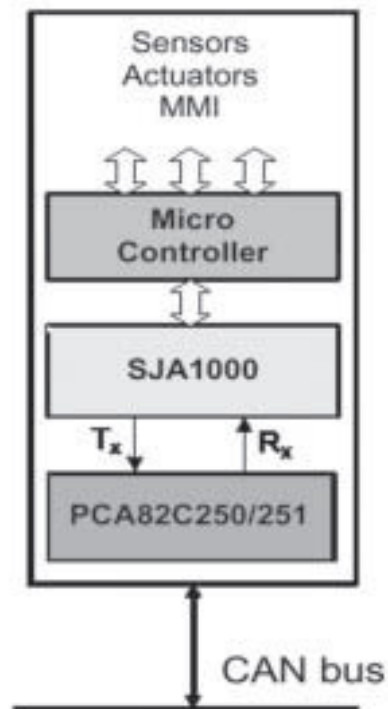 Sensors
Actuators
MMI
Micro
Controller
SJA1000
Tx
Rx
PCA82C250/251
CAN bus